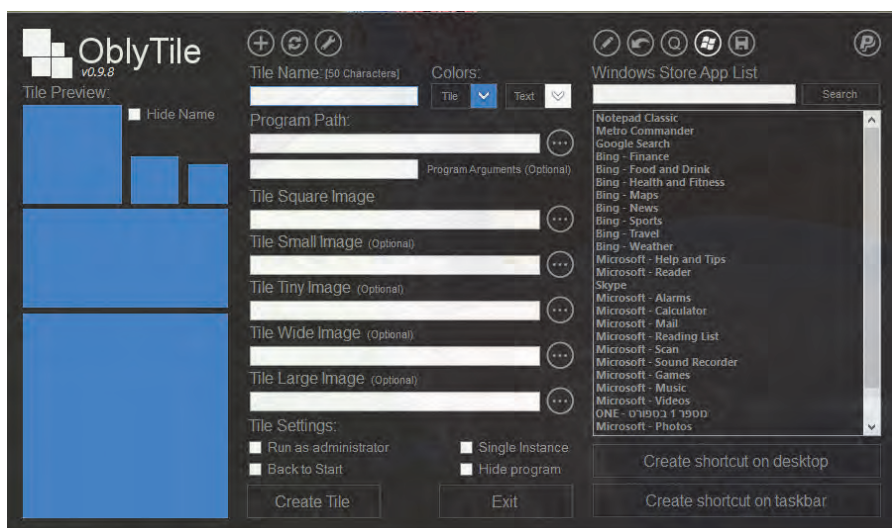 OblyTile
v0.9.8
Tile Preview:
Hide Name
Tile Name: [50 Characters]
Colors:
Tile
Text
Program Path:
Program Arguments (Optional)
Tile Square Image
Tile Small Image (Optional)
Tile Tiny Image (Optional)
Tile Wide Image (Optional)
Tile Large Image (Optional)
Tile Settings:
Run as administrator
Single Instance
Back to Start
Hide program
Create Tile
Exit
Windows Store App List
Search
Notepad Classic
Metro Commander
Google Search
Bing - Finance
Bing - Food and Drink
Bing - Health and Fitness
Bing - Maps
Bing - News
Bing - Sports
Bing - Travel
Bing - Weather
Microsoft - Help and Tips
Microsoft - Reader
Skype
Microsoft - Alarms
Microsoft - Calculator
Microsoft - Mail
Microsoft - Reading List
Microsoft - Scan
Microsoft - Sound Recorder
Microsoft - Games
Microsoft - Music
Microsoft - Videos
ONE - מספר 1 בספורט
Microsoft - Photos
Create shortcut on desktop
Create shortcut on taskbar